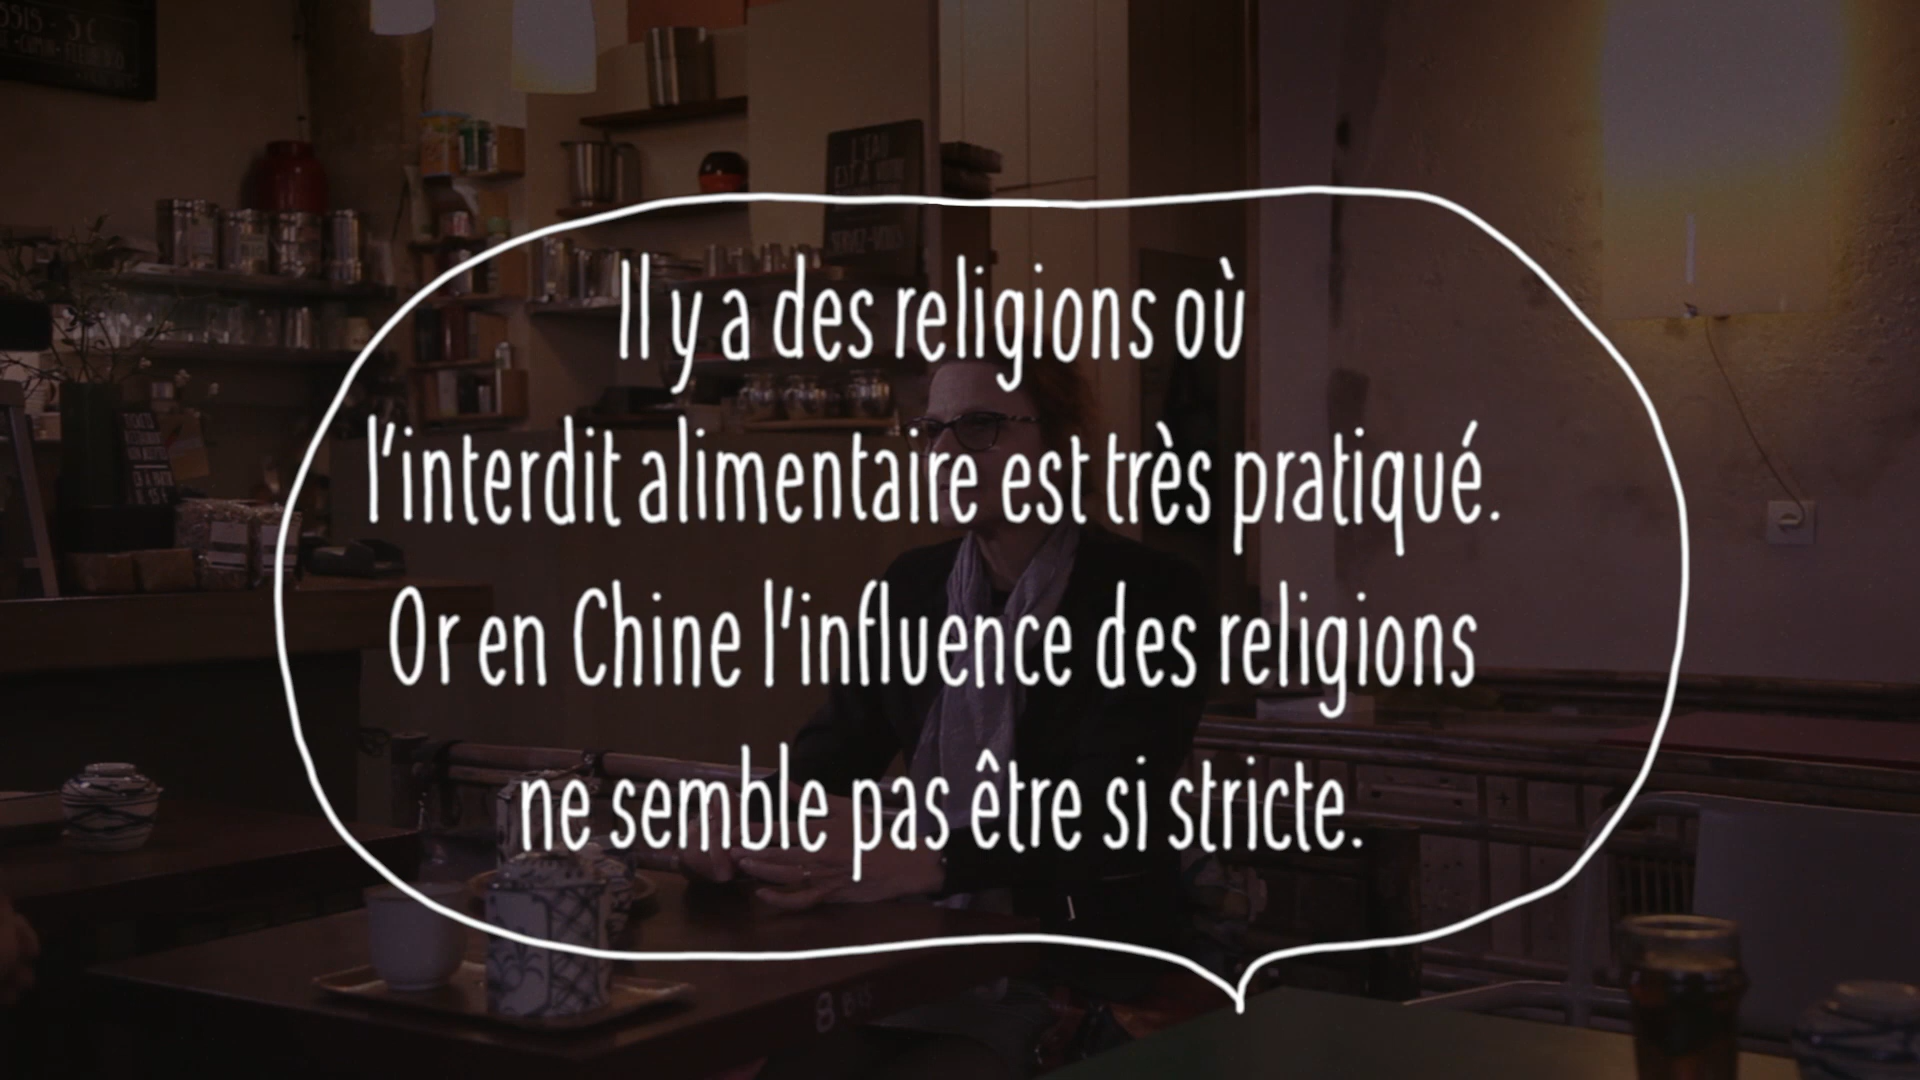 Il y a des religions où
l'interdit alimentaire est très pratiqué.
Or en Chine l'influence des religions
ne semble pas être si stricte.